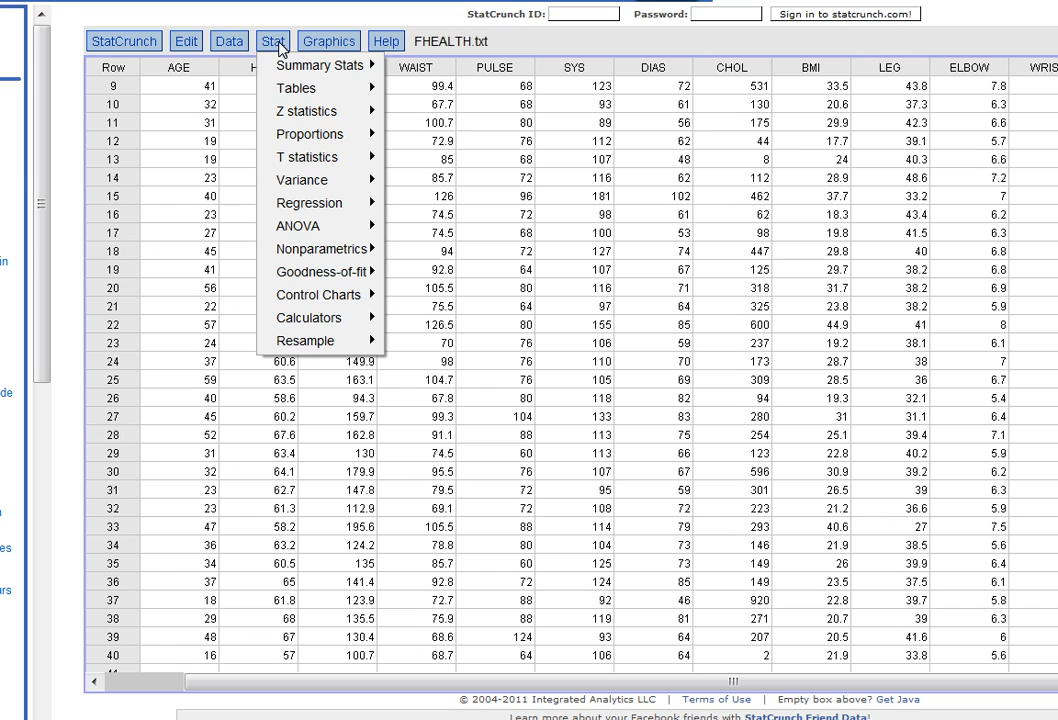 StatCrunch ID: Password: Sign in to statcrunch.com!
StatCrunch Edit Data Stat Graphics Help FHEALTH.txt
Row AGE H WAIST PULSE SYS DIAS CHOL BMI LEG ELBOW WRIS
Summary Stats
Tables
Z statistics
Proportions
T statistics
Variance
Regression
ANOVA
Nonparametrics
Goodness-of-fit
Control Charts
Calculators
Resample
9 41 99.4 68 123 72 531 33.5 43.8 7.8
10 32 67.7 68 93 61 130 20.6 37.3 6.3
11 31 100.7 80 89 56 175 29.9 42.3 6.6
12 19 72.9 76 112 62 44 17.7 39.1 5.7
13 19 85 68 107 48 8 24 40.3 6.6
14 23 85.7 72 116 62 112 28.9 48.6 7.2
15 40 126 96 181 102 462 37.7 33.2 7
16 23 74.5 72 98 61 62 18.3 43.4 6.2
17 27 74.5 68 100 53 98 19.8 41.5 6.3
18 45 94 72 127 74 447 29.8 40 6.8
19 41 92.8 64 107 67 125 29.7 38.2 6.8
20 56 105.5 80 116 71 318 31.7 38.2 6.9
21 22 75.5 64 97 64 325 23.8 38.2 5.9
22 57 126.5 80 155 85 600 44.9 41 8
23 24 70 76 106 59 237 19.2 38.1 6.1
24 37 60.6 149.9 98 76 110 70 173 28.7 38 7
25 59 63.5 163.1 104.7 76 105 69 309 28.5 36 6.7
26 40 58.6 94.3 67.8 80 118 82 94 19.3 32.1 5.4
27 45 60.2 159.7 99.3 104 133 83 280 31 31.1 6.4
28 52 67.6 162.8 91.1 88 113 75 254 25.1 39.4 7.1
29 31 63.4 130 74.5 60 113 66 123 22.8 40.2 5.9
30 32 64.1 179.9 95.5 76 107 67 596 30.9 39.2 6.2
31 23 62.7 147.8 79.5 72 95 59 301 26.5 39 6.3
32 23 61.3 112.9 69.1 72 108 72 223 21.2 36.6 5.9
33 47 58.2 195.6 105.5 88 114 79 293 40.6 27 7.5
34 36 63.2 124.2 78.8 80 104 73 146 21.9 38.5 5.6
35 34 60.5 135 85.7 60 125 73 149 26 39.9 6.4
36 37 65 141.4 92.8 72 124 85 149 23.5 37.5 6.1
37 18 61.8 123.9 72.7 88 92 46 920 22.8 39.7 5.8
38 29 68 135.5 75.9 88 119 81 271 20.7 39 6.3
39 48 67 130.4 68.6 124 93 64 207 20.5 41.6 6
40 16 57 100.7 68.7 64 106 64 2 21.9 33.8 5.6
in
de
es
urs
© 2004-2011 Integrated Analytics LLC | Terms of Use | Empty box above? Get Java
Learn more about your Facebook friends with StatCrunch Friend Data!